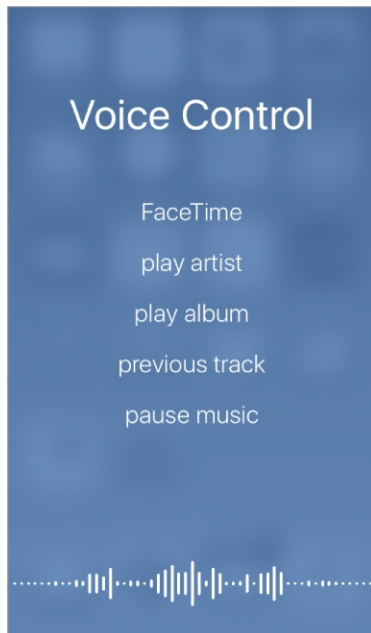 Voice Control
FaceTime
play artist
play album
previous track
pause music